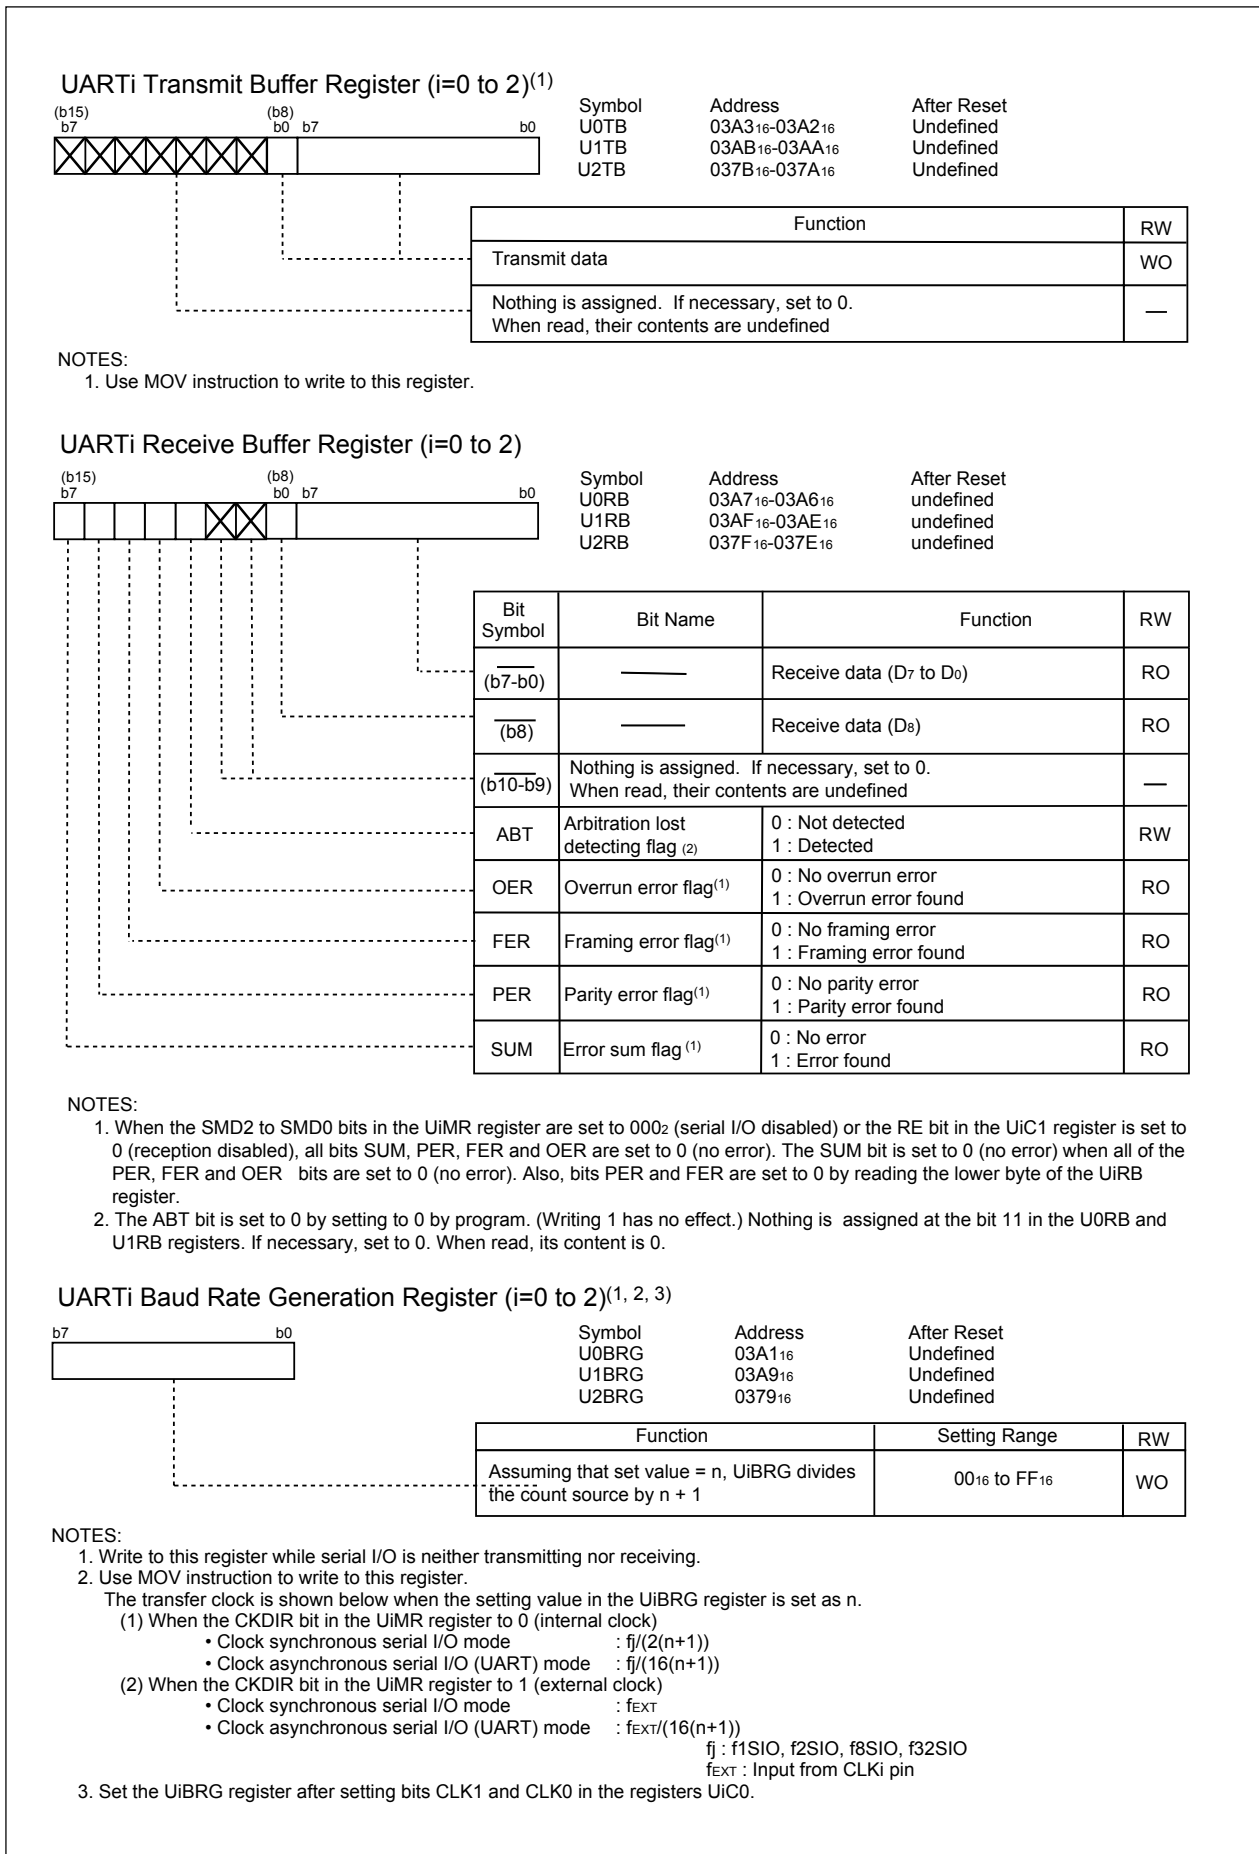 UARTi Transmit Buffer Register (i=0 to 2)(1)
(b15) (b8)
b7 b0 b7 b0
Symbol Address After Reset
U0TB 03A316-03A216 Undefined
U1TB 03AB16-03AA16 Undefined
U2TB 037B16-037A16 Undefined
Function RW
Transmit data WO
Nothing is assigned. If necessary, set to 0.
When read, their contents are undefined —
NOTES:
1. Use MOV instruction to write to this register.
UARTi Receive Buffer Register (i=0 to 2)
(b15) (b8)
b7 b0 b7 b0
Symbol Address After Reset
U0RB 03A716-03A616 undefined
U1RB 03AF16-03AE16 undefined
U2RB 037F16-037E16 undefined
Bit Symbol Bit Name Function RW
— (b7-b0) — Receive data (D7 to D0) RO
— (b8) — Receive data (D8) RO
— (b10-b9) Nothing is assigned. If necessary, set to 0.
When read, their contents are undefined —
ABT Arbitration lost detecting flag (2) 0 : Not detected
1 : Detected RW
OER Overrun error flag(1) 0 : No overrun error
1 : Overrun error found RO
FER Framing error flag(1) 0 : No framing error
1 : Framing error found RO
PER Parity error flag(1) 0 : No parity error
1 : Parity error found RO
SUM Error sum flag (1) 0 : No error
1 : Error found RO
NOTES:
1. When the SMD2 to SMD0 bits in the UiMR register are set to 0002 (serial I/O disabled) or the RE bit in the UiC1 register is set to
0 (reception disabled), all bits SUM, PER, FER and OER are set to 0 (no error). The SUM bit is set to 0 (no error) when all of the
PER, FER and OER bits are set to 0 (no error). Also, bits PER and FER are set to 0 by reading the lower byte of the UiRB
register.
2. The ABT bit is set to 0 by setting to 0 by program. (Writing 1 has no effect.) Nothing is assigned at the bit 11 in the U0RB and
U1RB registers. If necessary, set to 0. When read, its content is 0.
UARTi Baud Rate Generation Register (i=0 to 2)(1, 2, 3)
b7 b0
Symbol Address After Reset
U0BRG 03A116 Undefined
U1BRG 03A916 Undefined
U2BRG 037916 Undefined
Function Setting Range RW
Assuming that set value = n, UiBRG divides
the count source by n + 1 0016 to FF16 WO
NOTES:
1. Write to this register while serial I/O is neither transmitting nor receiving.
2. Use MOV instruction to write to this register.
The transfer clock is shown below when the setting value in the UiBRG register is set as n.
(1) When the CKDIR bit in the UiMR register to 0 (internal clock)
• Clock synchronous serial I/O mode : fj/(2(n+1))
• Clock asynchronous serial I/O (UART) mode : fj/(16(n+1))
(2) When the CKDIR bit in the UiMR register to 1 (external clock)
• Clock synchronous serial I/O mode : fEXT
• Clock asynchronous serial I/O (UART) mode : fEXT/(16(n+1))
fj : f1SIO, f2SIO, f8SIO, f32SIO
fEXT : Input from CLKi pin
3. Set the UiBRG register after setting bits CLK1 and CLK0 in the registers UiC0.